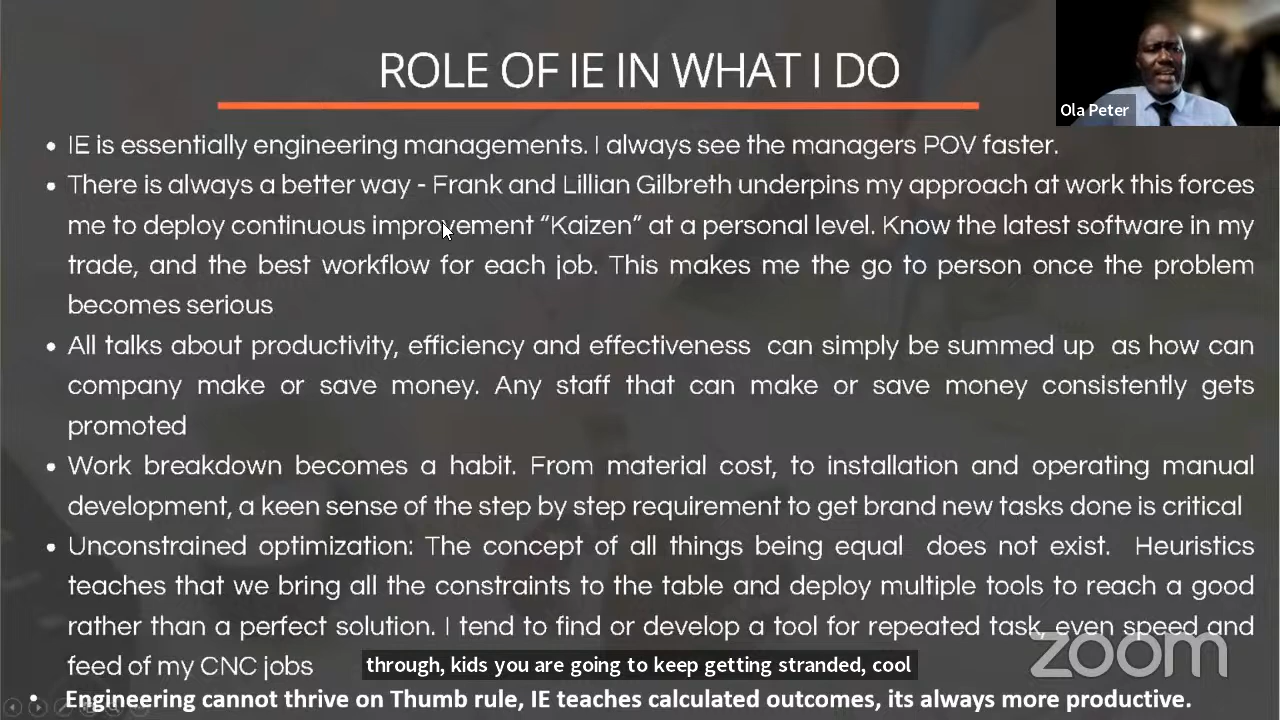 ROLE OF IE IN WHAT I DO
Ola Peter
• IE is essentially engineering managements. I always see the managers POV faster.
• There is always a better way - Frank and Lillian Gilbreth underpins my approach at work this forces
me to deploy continuous improvement “Kaizen” at a personal level. Know the latest software in my
trade, and the best workflow for each job. This makes me the go to person once the problem
becomes serious
• All talks about productivity, efficiency and effectiveness can simply be summed up as how can
company make or save money. Any staff that can make or save money consistently gets
promoted
• Work breakdown becomes a habit. From material cost, to installation and operating manual
development, a keen sense of the step by step requirement to get brand new tasks done is critical
• Unconstrained optimization: The concept of all things being equal does not exist. Heuristics
teaches that we bring all the constraints to the table and deploy multiple tools to reach a good
rather than a perfect solution. I tend to find or develop a tool for repeated task, even speed and
feed of my CNC jobs
through, kids you are going to keep getting stranded, cool
zoom
• Engineering cannot thrive on Thumb rule, IE teaches calculated outcomes, its always more productive.